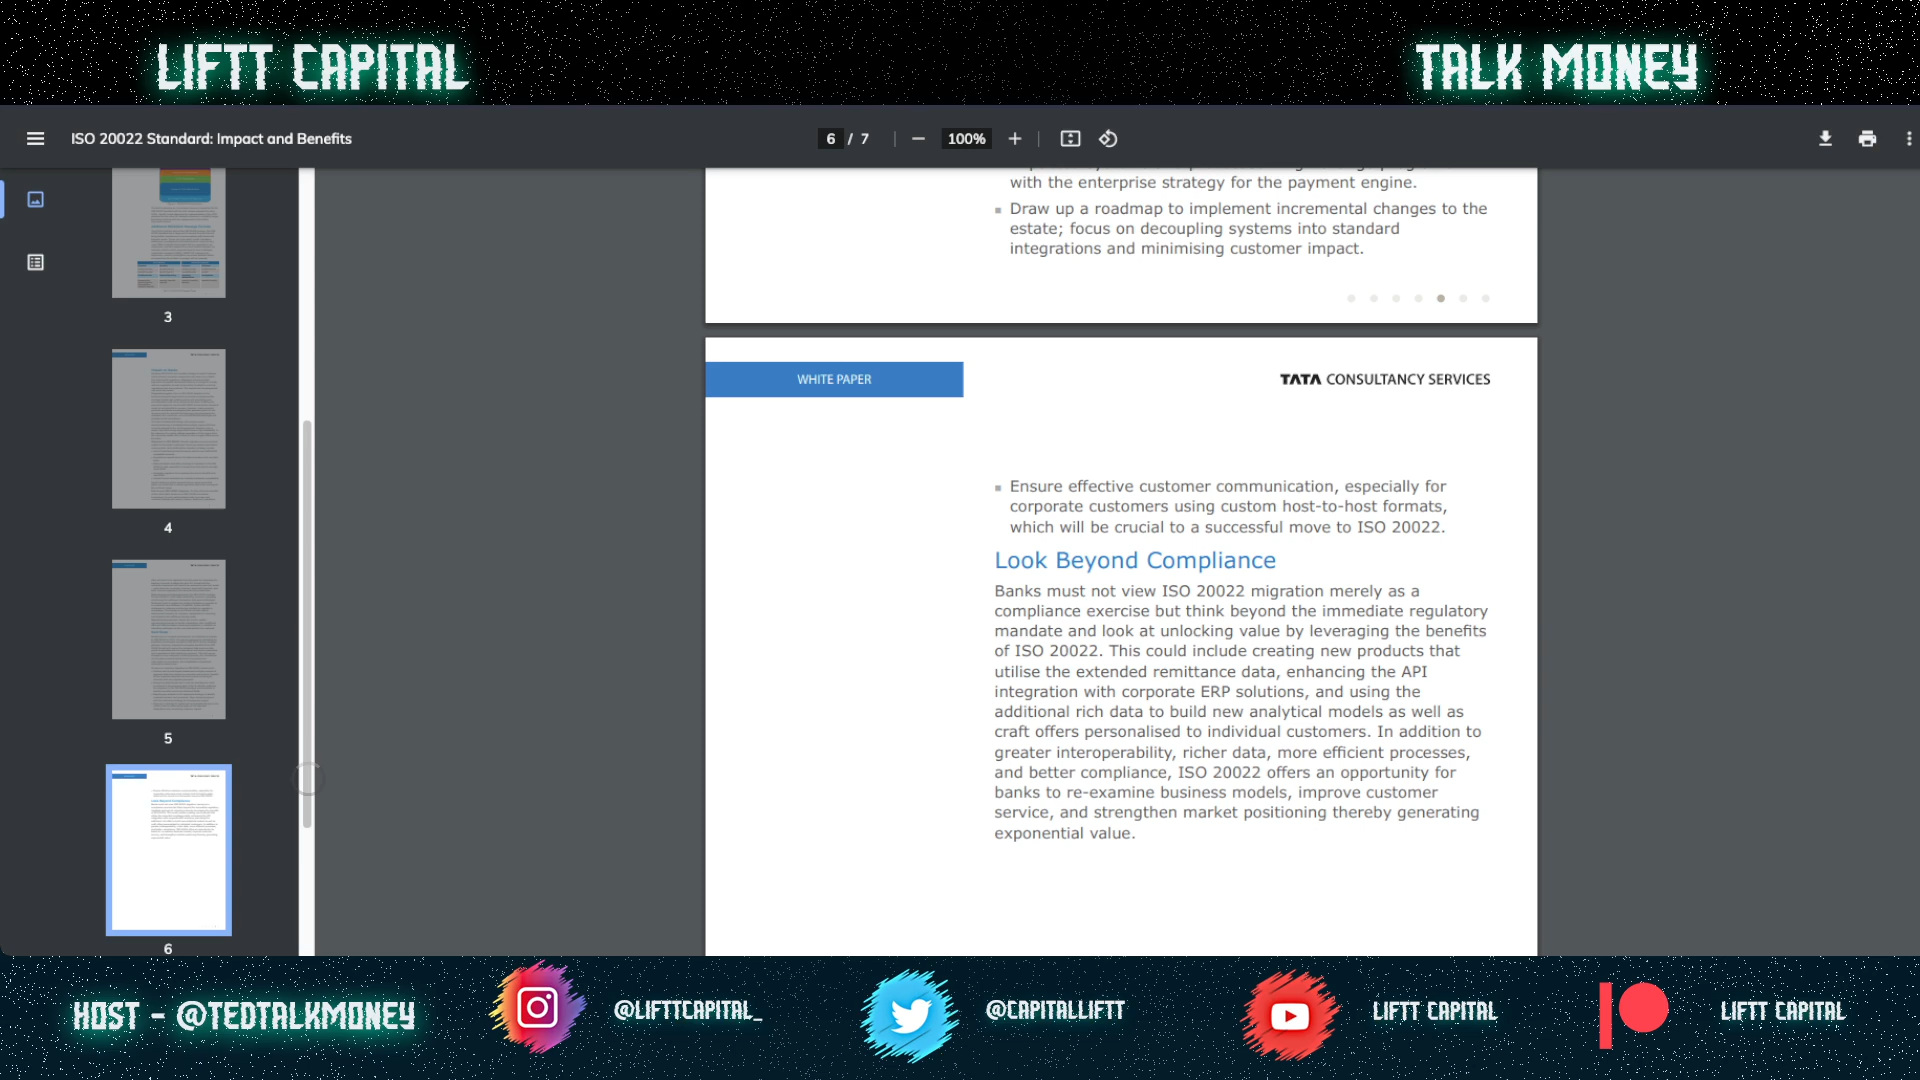 LIFTT CAPITAL
TALK MONEY
ISO 20022 Standard: Impact and Benefits
6 / 7
100%
with the enterprise strategy for the payment engine.
Draw up a roadmap to implement incremental changes to the
estate; focus on decoupling systems into standard
integrations and minimising customer impact.
3
4
5
6
WHITE PAPER
TATA CONSULTANCY SERVICES
Ensure effective customer communication, especially for
corporate customers using custom host-to-host formats,
which will be crucial to a successful move to ISO 20022.
Look Beyond Compliance
Banks must not view ISO 20022 migration merely as a
compliance exercise but think beyond the immediate regulatory
mandate and look at unlocking value by leveraging the benefits
of ISO 20022. This could include creating new products that
utilise the extended remittance data, enhancing the API
integration with corporate ERP solutions, and using the
additional rich data to build new analytical models as well as
craft offers personalised to individual customers. In addition to
greater interoperability, richer data, more efficient processes,
and better compliance, ISO 20022 offers an opportunity for
banks to re-examine business models, improve customer
service, and strengthen market positioning thereby generating
exponential value.
HOST - @TEDTALKMONEY
@LIFTTCAPITAL_
@CAPITALLIFTT
LIFTT CAPITAL
LIFTT CAPITAL